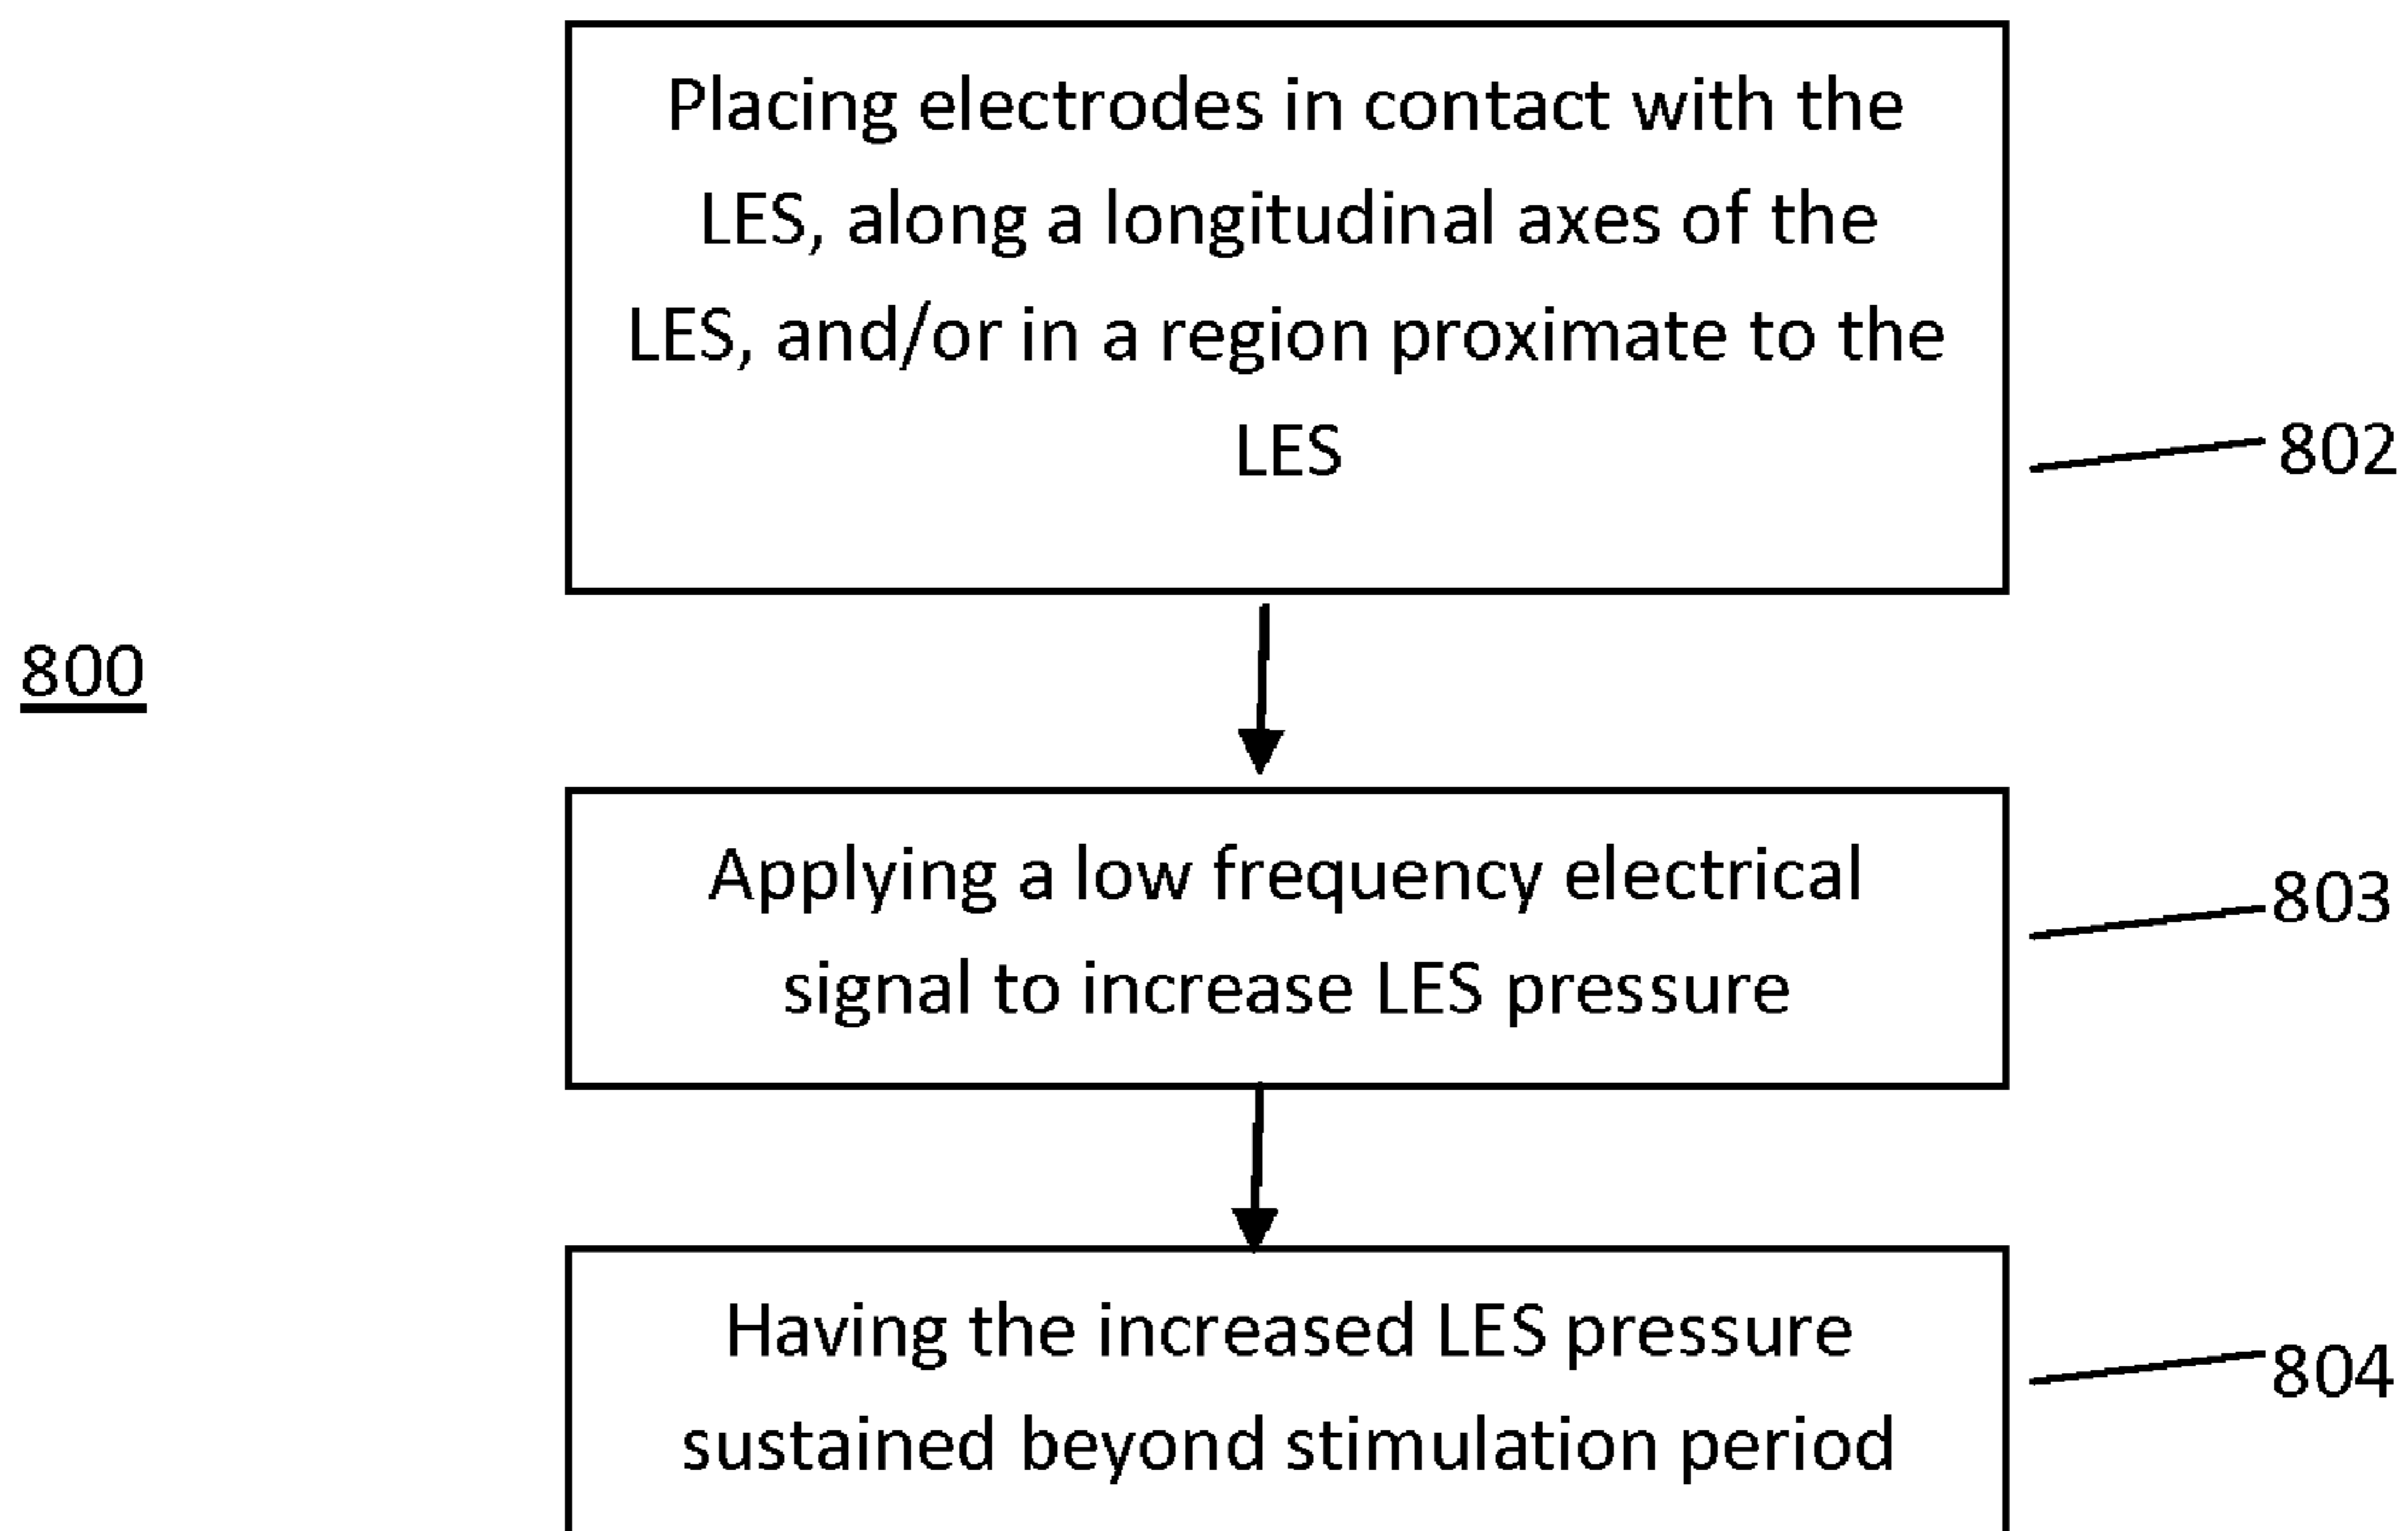 Placing electrodes in contact with the
LES, along a longitudinal axes of the
LES, and/or in a region proximate to the
LES
802
800
Applying a low frequency electrical
signal to increase LES pressure
803
Having the increased LES pressure
sustained beyond stimulation period
804